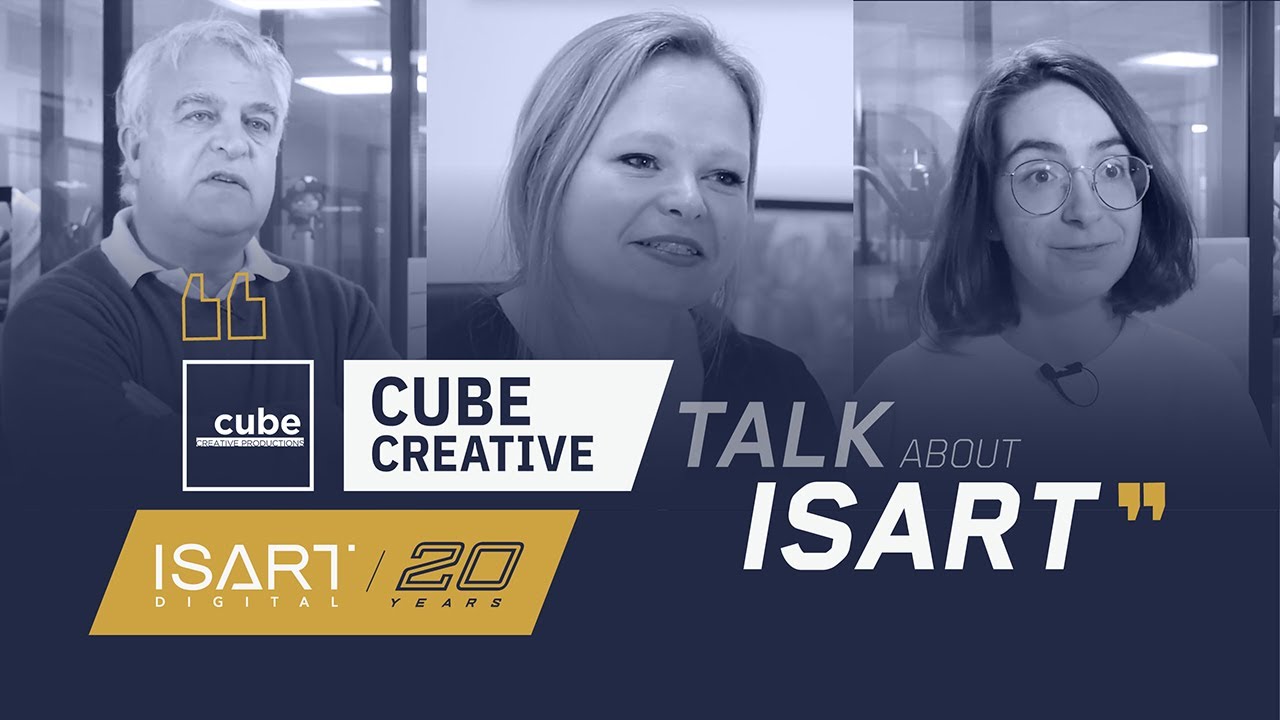 cube
CREATIVE PRODUCTIONS
CUBE
CREATIVE
TALK ABOUT
ISART
ISART
DIGITAL
20
YEARS